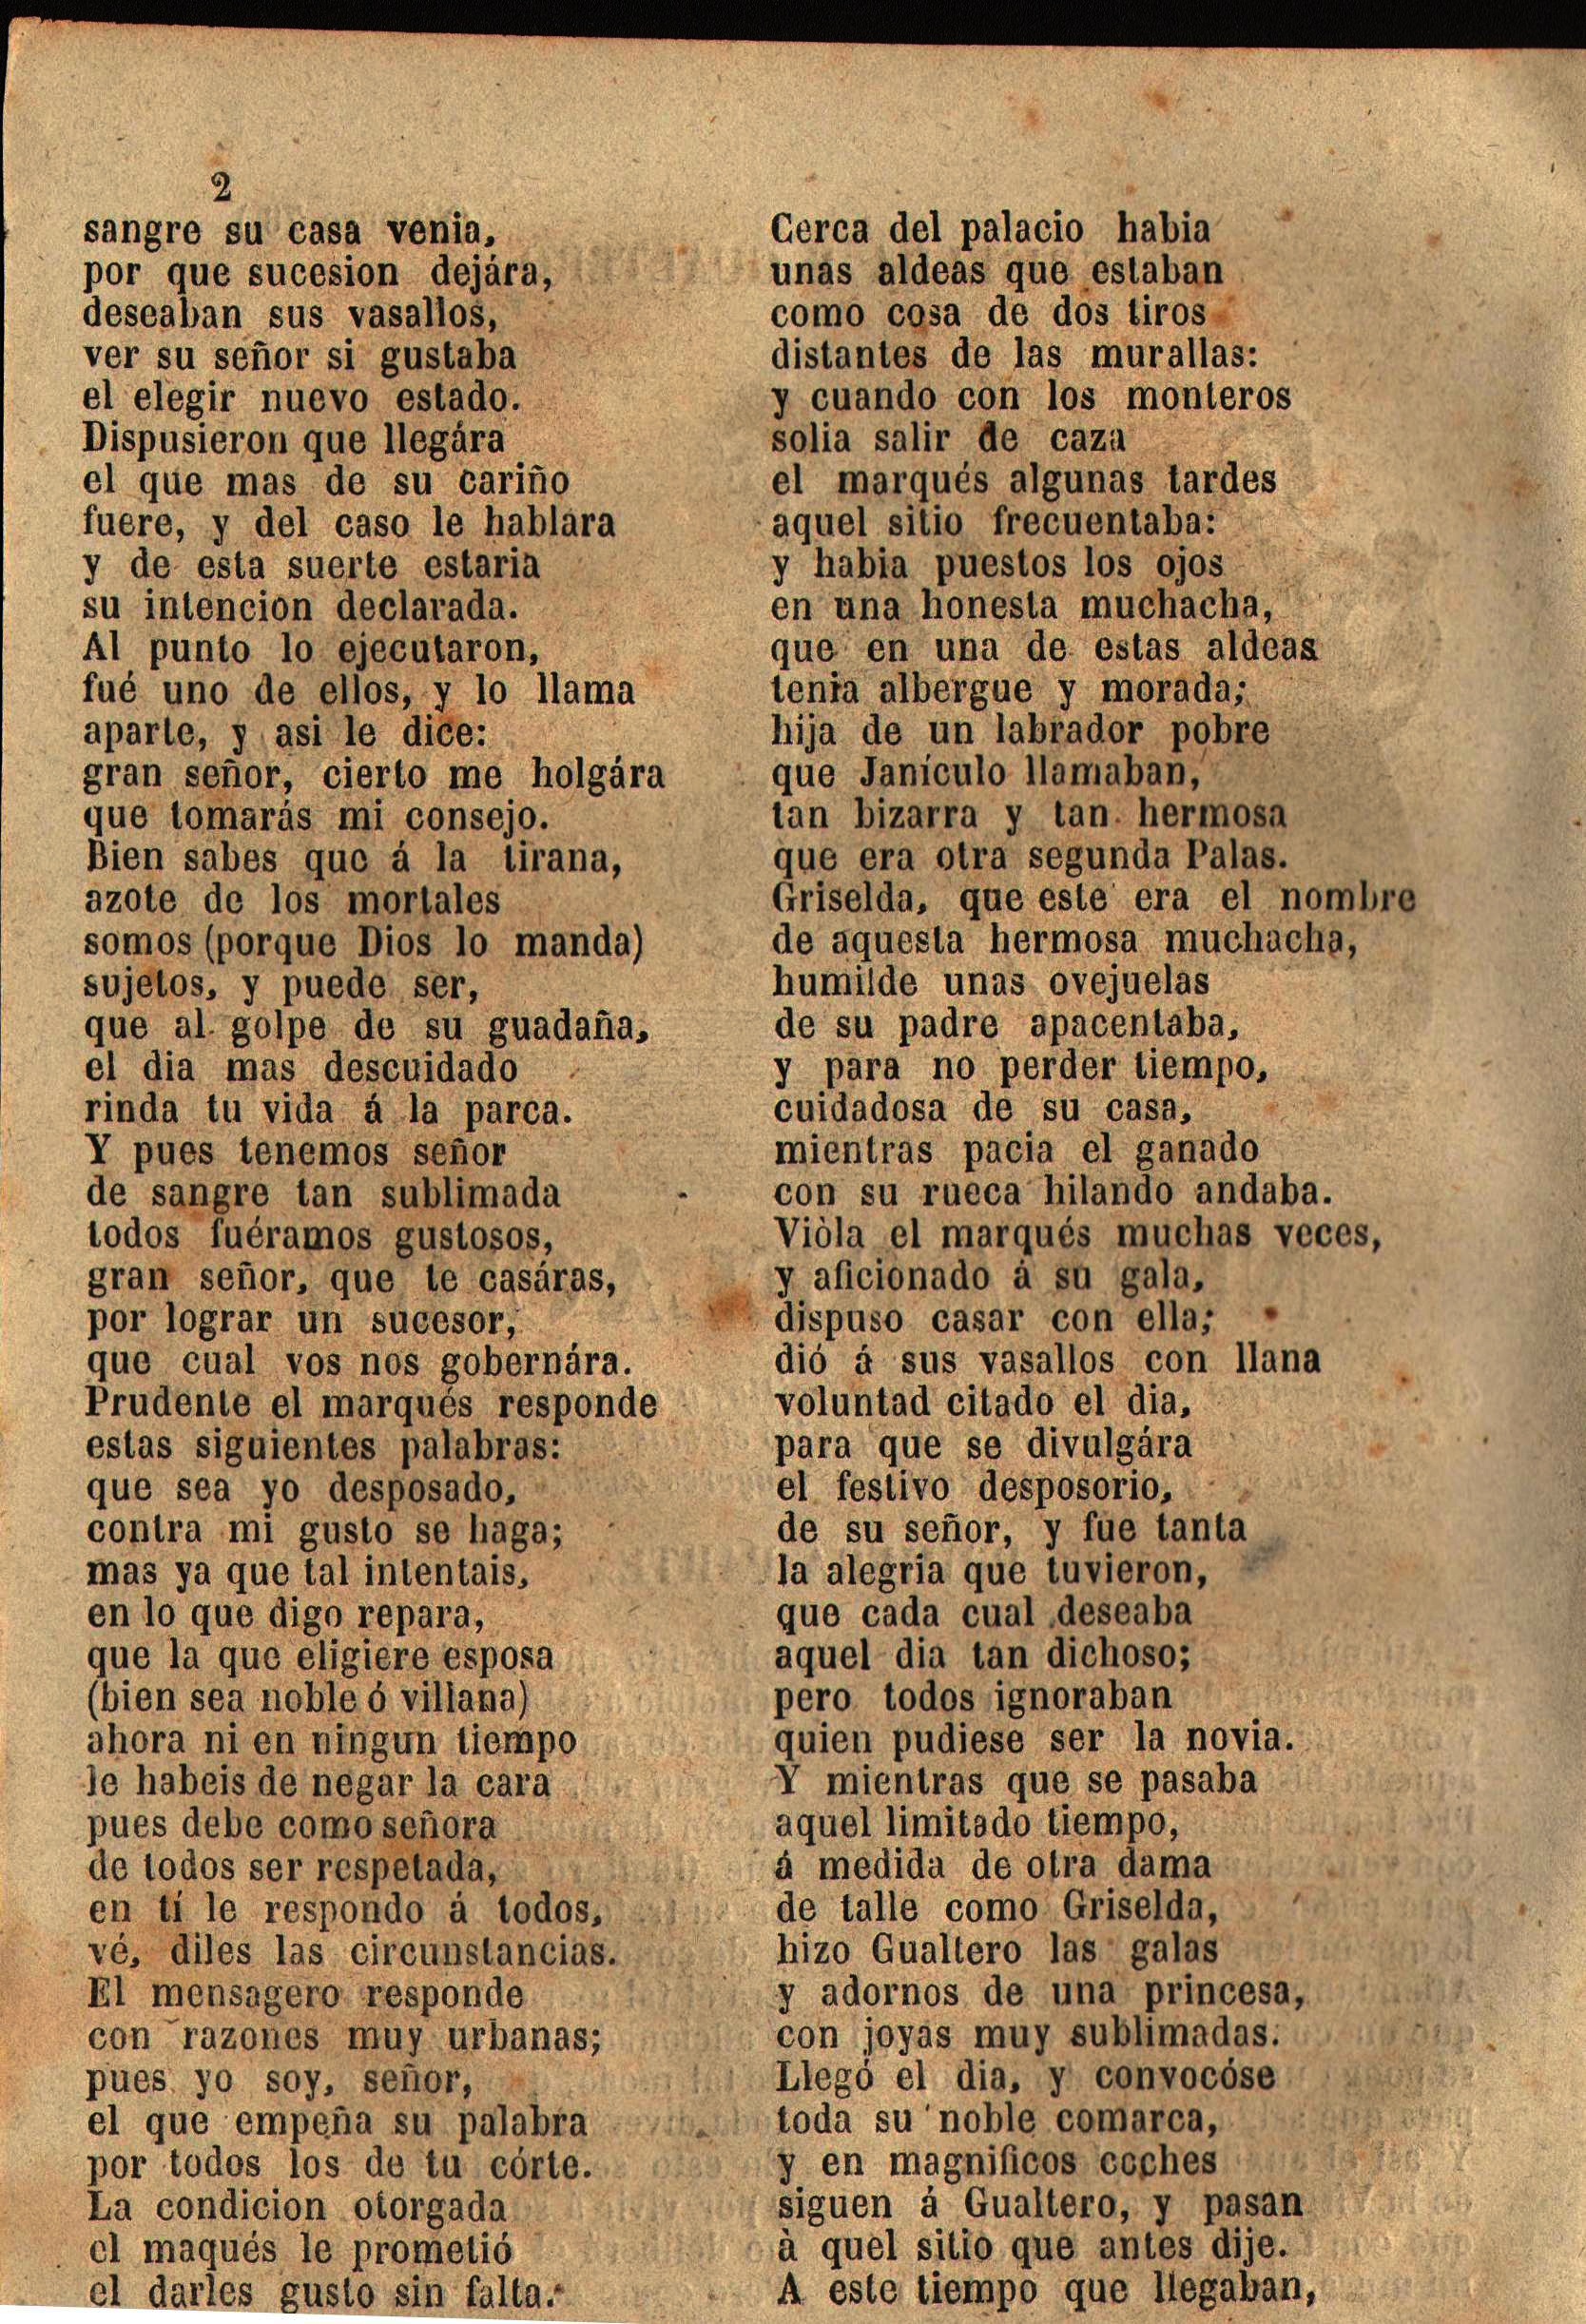 2
sangre su casa venia,
por que sucesion dejára,
deseaban sus vasallos,
ver su señor si gustaba
el elegir nuevo estado.
Dispusieron que llegára
el que mas de su cariño
fuere, y del caso le hablara
y de esta suerte estaria
su intencion declarada.
Al punto lo ejecutaron,
fué uno de ellos, y lo llama
aparte, y asi le dice:
gran señor, cierto me holgára
que tomarás mi consejo.
Bien sabes que á la tirana,
azote de los mortales
somos (porque Dios lo manda)
sujetos, y puede ser,
que al golpe de su guadaña,
el dia mas descuidado
rinda tu vida á la parca.
Y pues tenemos señor
de sangre tan sublimada
todos fuéramos gustosos,
gran señor, que te casáras,
por lograr un sucesor,
que cual vos nos gobernára.
Prudente el marqués responde
estas siguientes palabras:
que sea yo desposado,
contra mi gusto se haga;
mas ya que tal intentais,
en lo que digo repara,
que la que eligiere esposa
(bien sea noble ó villana)
ahora ni en ningun tiempo
le habeis de negar la cara
pues debe como señora
de todos ser respetada,
en tí le respondo á todos,
vé, diles las circunstancias.
El mensagero responde
con razones muy urbanas;
pues yo soy, señor,
el que empeña su palabra
por todos los de tu córte.
La condicion otorgada
el maqués le prometió
el darles gusto sin falta.
Cerca del palacio habia
unas aldeas que estaban
como cosa de dos tiros
distantes de las murallas:
y cuando con los monteros
solia salir de caza
el marqués algunas tardes
aquel sitio frecuentaba:
y habia puestos los ojos
en una honesta muchacha,
que en una de estas aldeas
tenia albergue y morada;
hija de un labrador pobre
que Janículo llamaban,
tan bizarra y tan hermosa
que era otra segunda Palas.
Griselda, que este era el nombre
de aquesta hermosa muchacha,
humilde unas ovejuelas
de su padre apacentaba,
y para no perder tiempo,
cuidadosa de su casa,
mientras pacia el ganado
con su rueca hilando andaba.
Viòla el marqués muchas veces,
y aficionado á su gala,
dispuso casar con ella;
dió á sus vasallos con llana
voluntad citado el dia,
para que se divulgára
el festivo desposorio,
de su señor, y fue tanta
la alegria que tuvieron,
que cada cual deseaba
aquel dia tan dichoso;
pero todos ignoraban
quien pudiese ser la novia.
Y mientras que se pasaba
aquel limitado tiempo,
á medida de otra dama
de talle como Griselda,
hizo Gualtero las galas
y adornos de una princesa,
con joyas muy sublimadas.
Llegó el dia, y convocóse
toda su noble comarca,
y en magnificos coches
siguen á Gualtero, y pasan
à quel sitio que antes dije.
A este tiempo que llegaban,